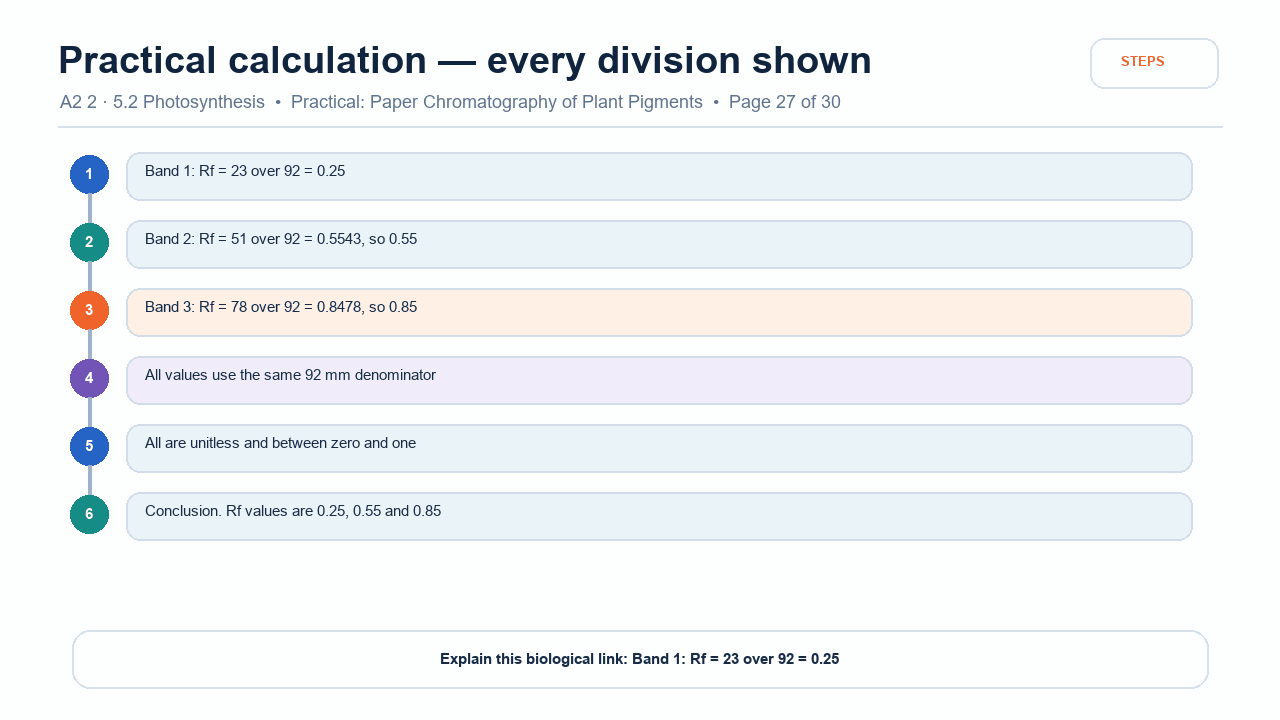 Practical calculation — every division shown
STEPS
A2 2 · 5.2 Photosynthesis • Practical: Paper Chromatography of Plant Pigments • Page 27 of 30
1 Band 1: Rf = 23 over 92 = 0.25
2 Band 2: Rf = 51 over 92 = 0.5543, so 0.55
3 Band 3: Rf = 78 over 92 = 0.8478, so 0.85
4 All values use the same 92 mm denominator
5 All are unitless and between zero and one
6 Conclusion. Rf values are 0.25, 0.55 and 0.85
Explain this biological link: Band 1: Rf = 23 over 92 = 0.25